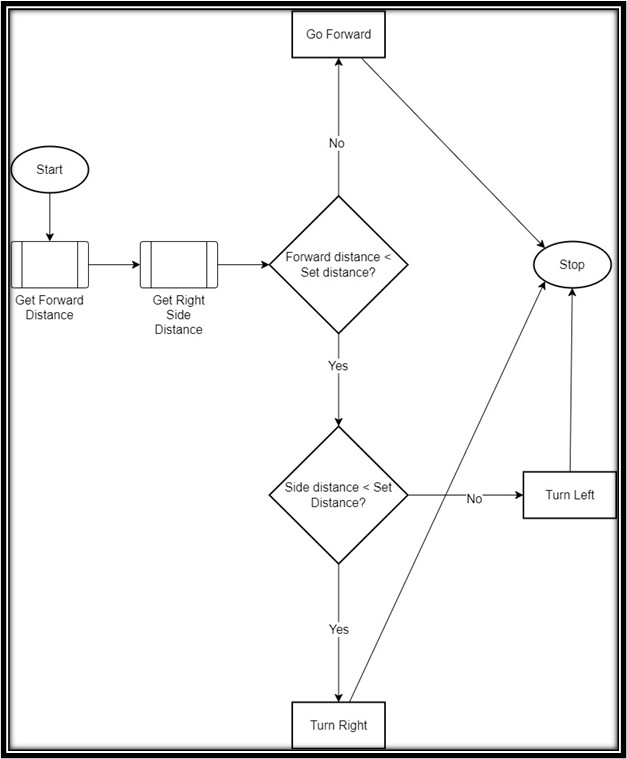 Go Forward
No
Start
Forward distance <
Set distance?
Stop
Get Forward
Distance
Get Right
Side
Distance
Yes
Side distance < Set
Distance?
No
Turn Left
Yes
Turn Right